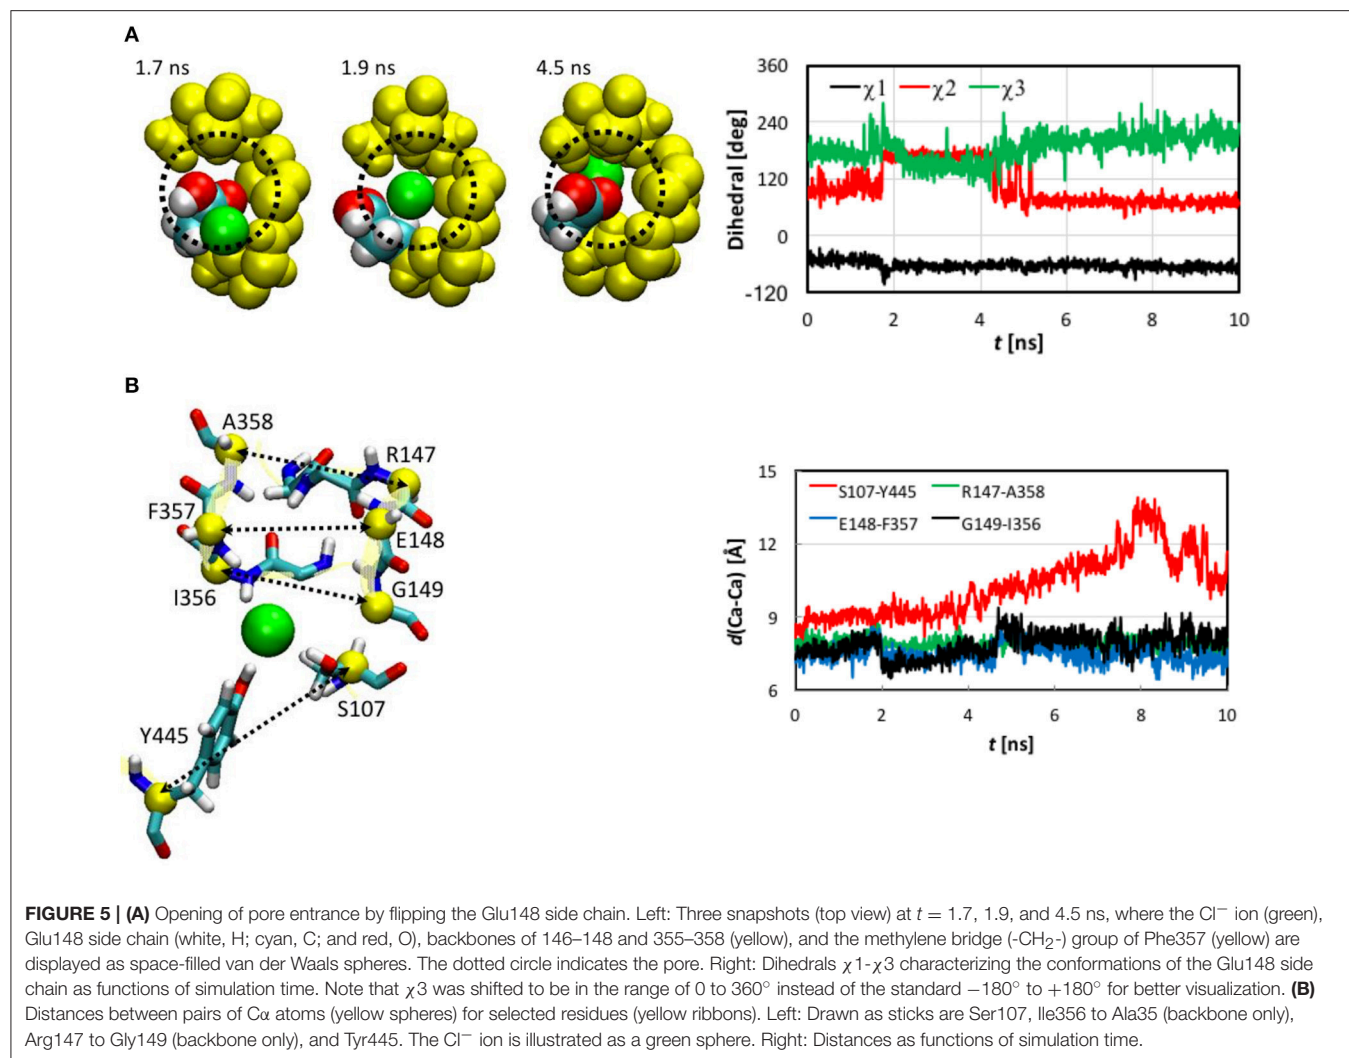 A
1.7 ns
1.9 ns
4.5 ns
360
240
120
0
-120
Dihedral [deg]
χ1 χ2 χ3
0 2 4 6 8 10
t [ns]
B
A358
R147
F357
E148
I356
G149
S107
Y445
15
12
9
6
d(Ca-Ca) [Å]
S107-Y445 R147-A358
E148-F357 G149-I356
0 2 4 6 8 10
t [ns]
FIGURE 5 | (A) Opening of pore entrance by flipping the Glu148 side chain. Left: Three snapshots (top view) at t = 1.7, 1.9, and 4.5 ns, where the Cl− ion (green),
Glu148 side chain (white, H; cyan, C; and red, O), backbones of 146–148 and 355–358 (yellow), and the methylene bridge (-CH2-) group of Phe357 (yellow) are
displayed as space-filled van der Waals spheres. The dotted circle indicates the pore. Right: Dihedrals χ1-χ3 characterizing the conformations of the Glu148 side
chain as functions of simulation time. Note that χ3 was shifted to be in the range of 0 to 360° instead of the standard −180° to +180° for better visualization. (B)
Distances between pairs of Cα atoms (yellow spheres) for selected residues (yellow ribbons). Left: Drawn as sticks are Ser107, Ile356 to Ala35 (backbone only),
Arg147 to Gly149 (backbone only), and Tyr445. The Cl− ion is illustrated as a green sphere. Right: Distances as functions of simulation time.